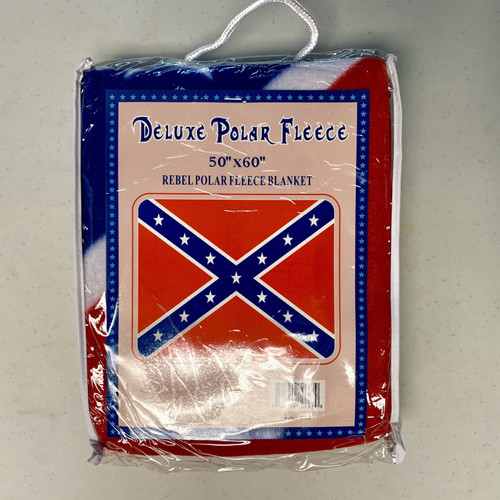 DELUXE POLAR FLEECE
50"x60"
REBEL POLAR FLEECE BLANKET